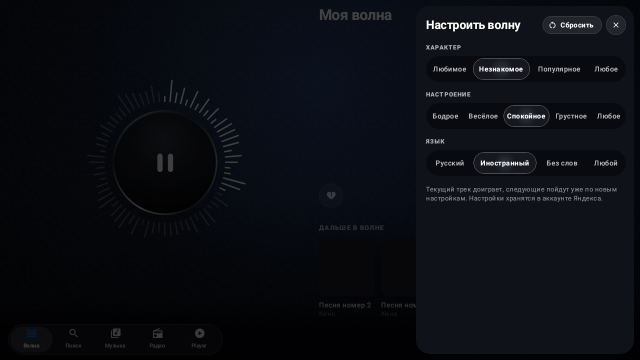 Моя волна
ДАЛЬШЕ В ВОЛНЕ
Песня номер 2 Песня ном
Волна Поиск Музыка Радио Player
Настроить волну
Сбросить
ХАРАКТЕР
Любимое Незнакомое Популярное Любое
НАСТРОЕНИЕ
Бодрое Весёлое Спокойное Грустное Любое
ЯЗЫК
Русский Иностранный Без слов Любой
Текущий трек доиграет, следующие пойдут уже по новым
настройкам. Настройки хранятся в аккаунте Яндекса.